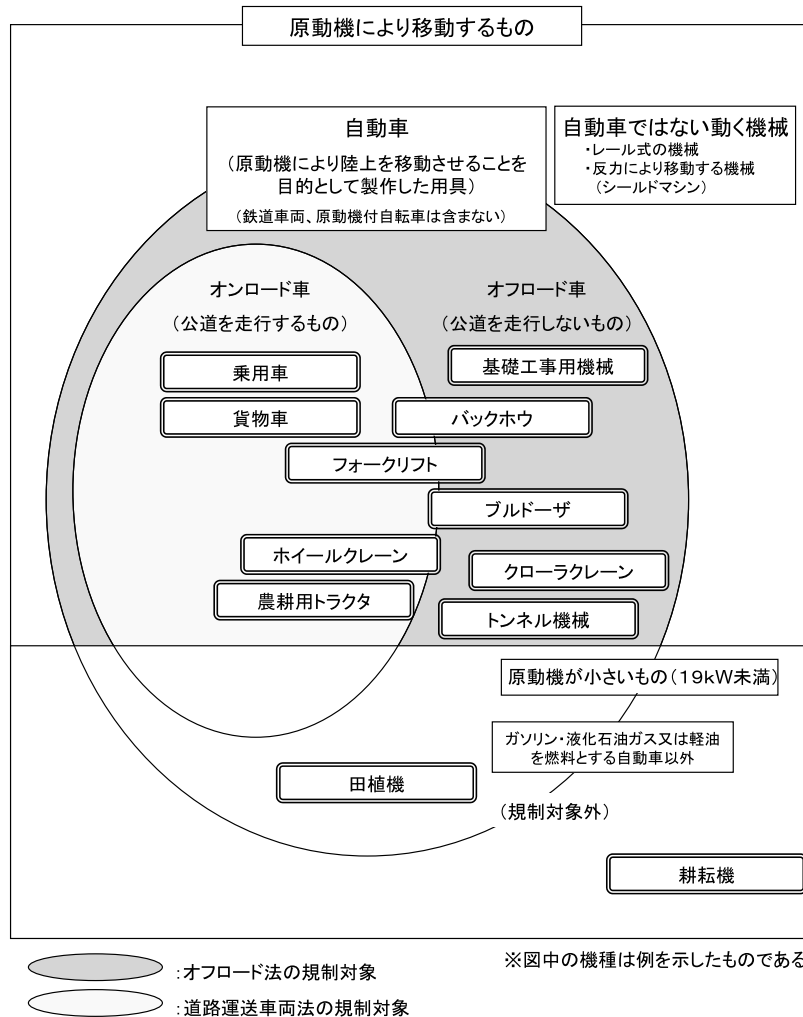 原動機により移動するもの
自動車
(原動機により陸上を移動させることを
目的として製作した用具)
(鉄道車両、原動機付自転車は含まない)
自動車ではない動く機械
・レール式の機械
・反力により移動する機械
(シールドマシン)
オンロード車
(公道を走行するもの)
オフロード車
(公道を走行しないもの)
乗用車
基礎工事用機械
貨物車
バックホウ
フォークリフト
ブルドーザ
ホイールクレーン
クローラクレーン
農耕用トラクタ
トンネル機械
原動機が小さいもの(19kW未満)
ガソリン・液化石油ガス又は軽油
を燃料とする自動車以外
田植機
(規制対象外)
耕耘機
:オフロード法の規制対象
※図中の機種は例を示したものである
:道路運送車両法の規制対象